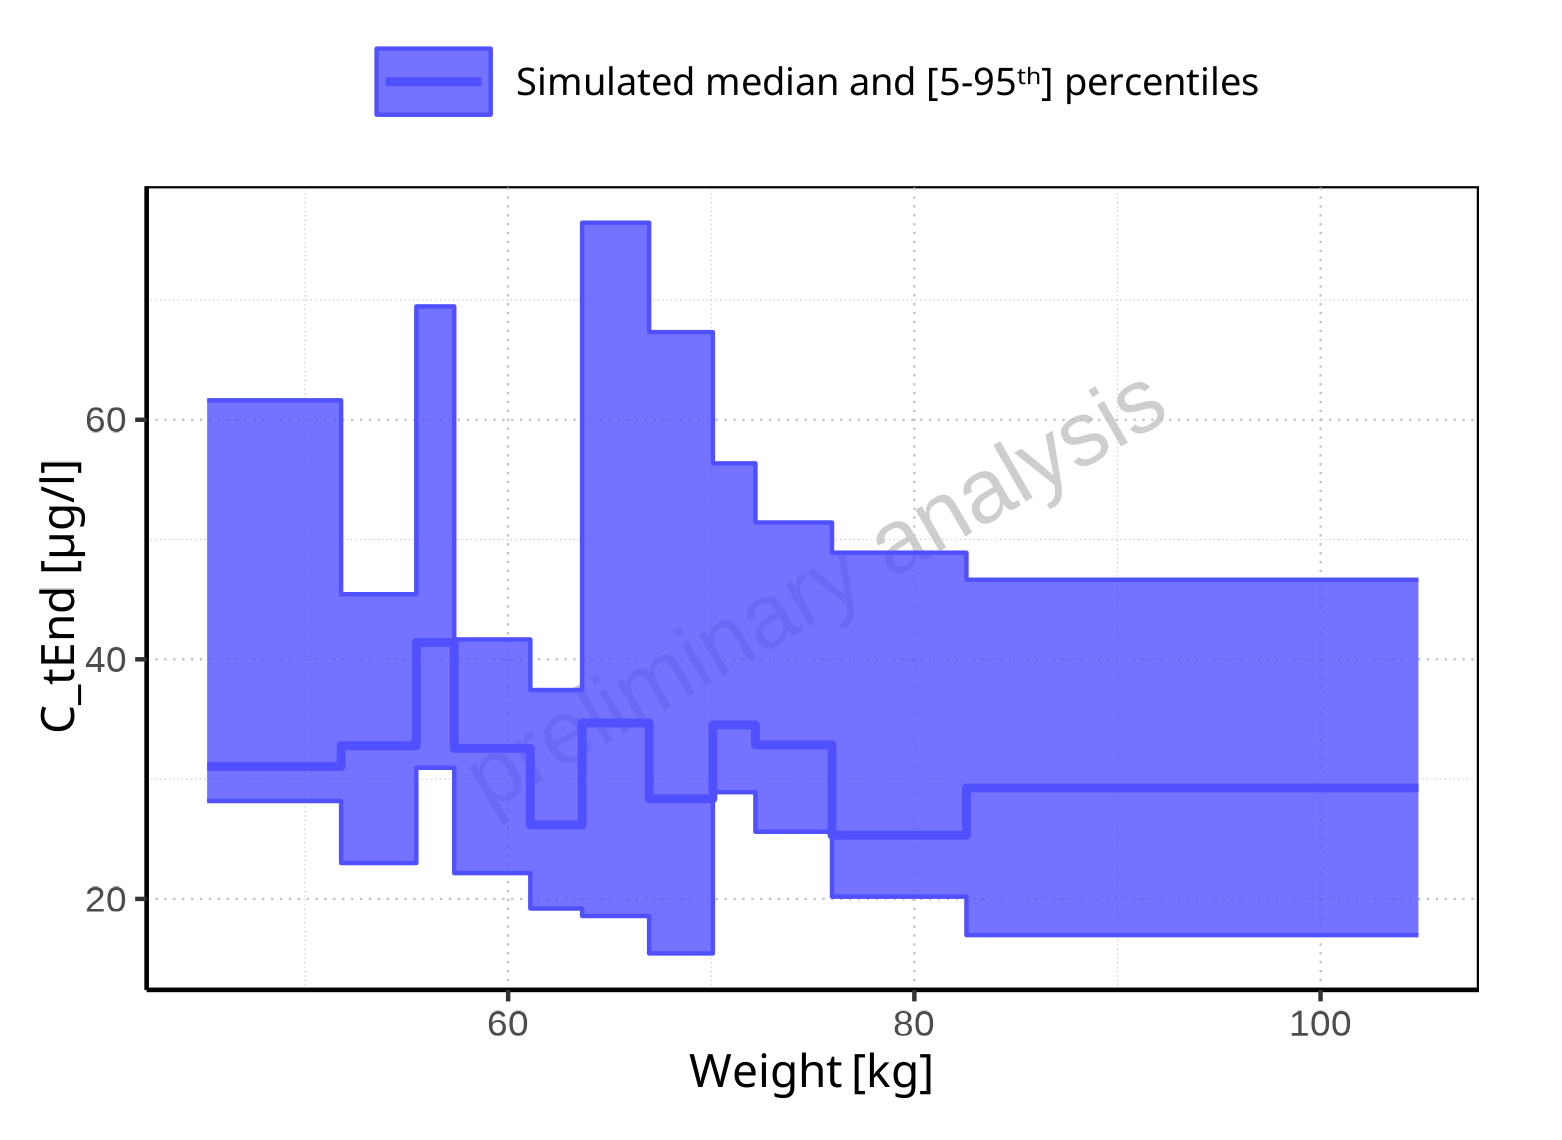 Simulated median and [5-95ᵗʰ] percentiles
60
40
20
C_tEnd [µg/l]
preliminary analysis
60 80 100
Weight [kg]